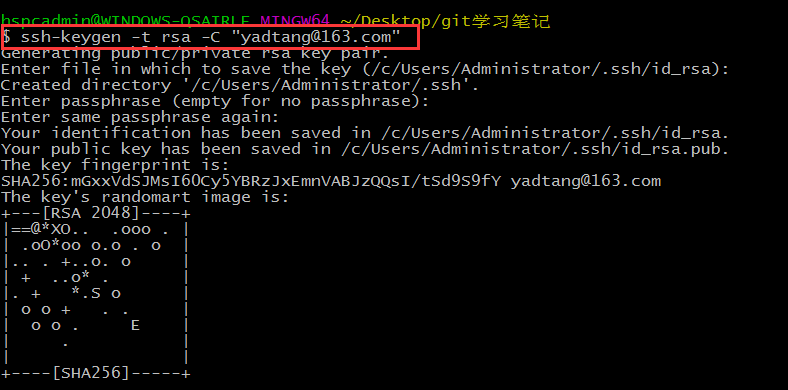 hspcadmin@WINDOWS-QSAIRLE MINGW64 ~/Desktop/git学习笔记
$ ssh-keygen -t rsa -C "yadtang@163.com"
Generating public/private rsa key pair.
Enter file in which to save the key (/c/Users/Administrator/.ssh/id_rsa):
Created directory '/c/Users/Administrator/.ssh'.
Enter passphrase (empty for no passphrase):
Enter same passphrase again:
Your identification has been saved in /c/Users/Administrator/.ssh/id_rsa.
Your public key has been saved in /c/Users/Administrator/.ssh/id_rsa.pub.
The key fingerprint is:
SHA256:mGxxVdSJMsI6OCy5YBRzJxEmnVABJzQQsI/tSd9S9fY yadtang@163.com
The key's randomart image is:
+---[RSA 2048]----+
|==@*XO..  .ooo . |
| .oO*oo o.o . o  |
|.. . +..o. o     |
| +  ..o* .       |
|. +   *.S o      |
| o o +   . .     |
|  o o .     E    |
|     .           |
|                 |
+----[SHA256]-----+